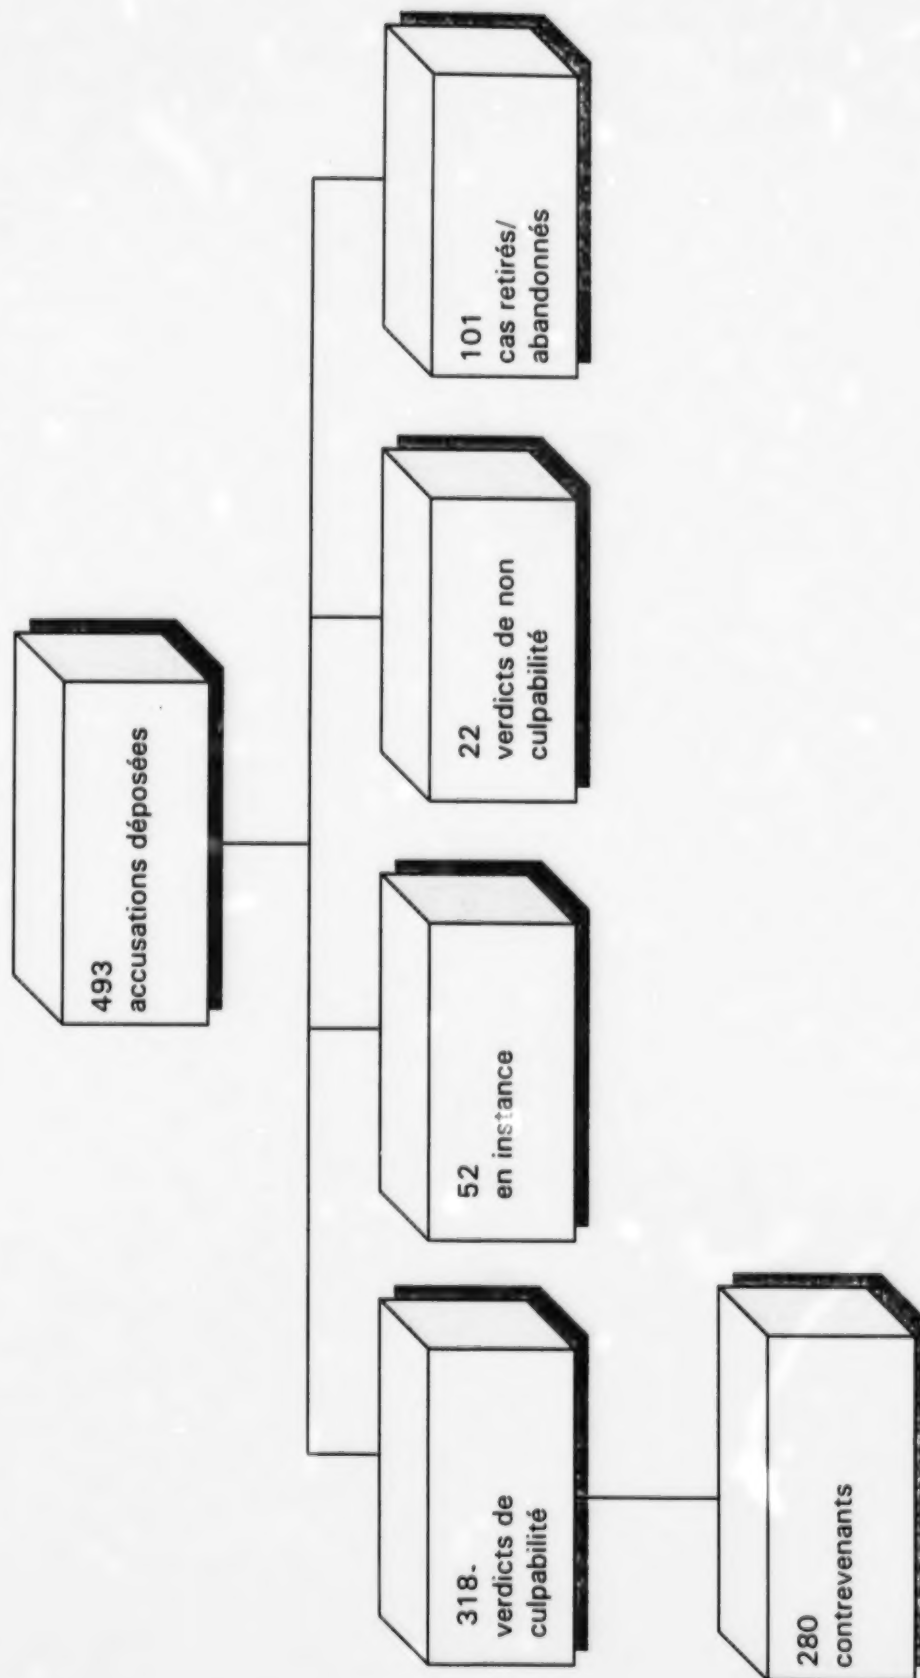 493
accusations déposées
318-
verdicts de
culpabilité
52
en instance
22
verdicts de non
culpabilité
101
cas retirés/
abandonnés
280
contrevenants